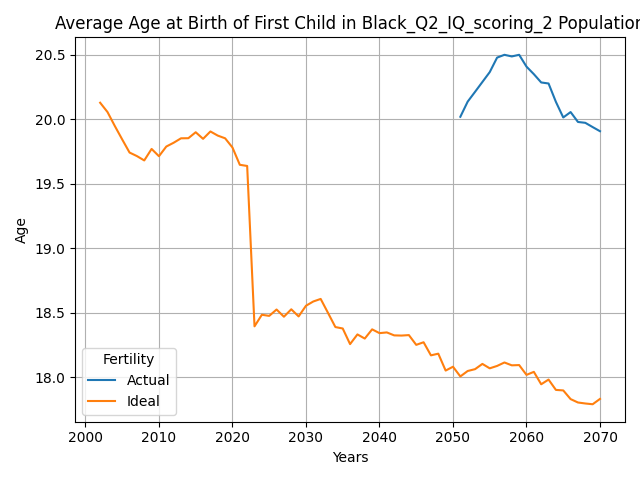 Average Age at Birth of First Child in Black_Q2_IQ_scoring_2 Population
20.5
20.0
19.5
19.0
18.5
18.0
Age
Fertility
Actual
Ideal
2000 2010 2020 2030 2040 2050 2060 2070
Years